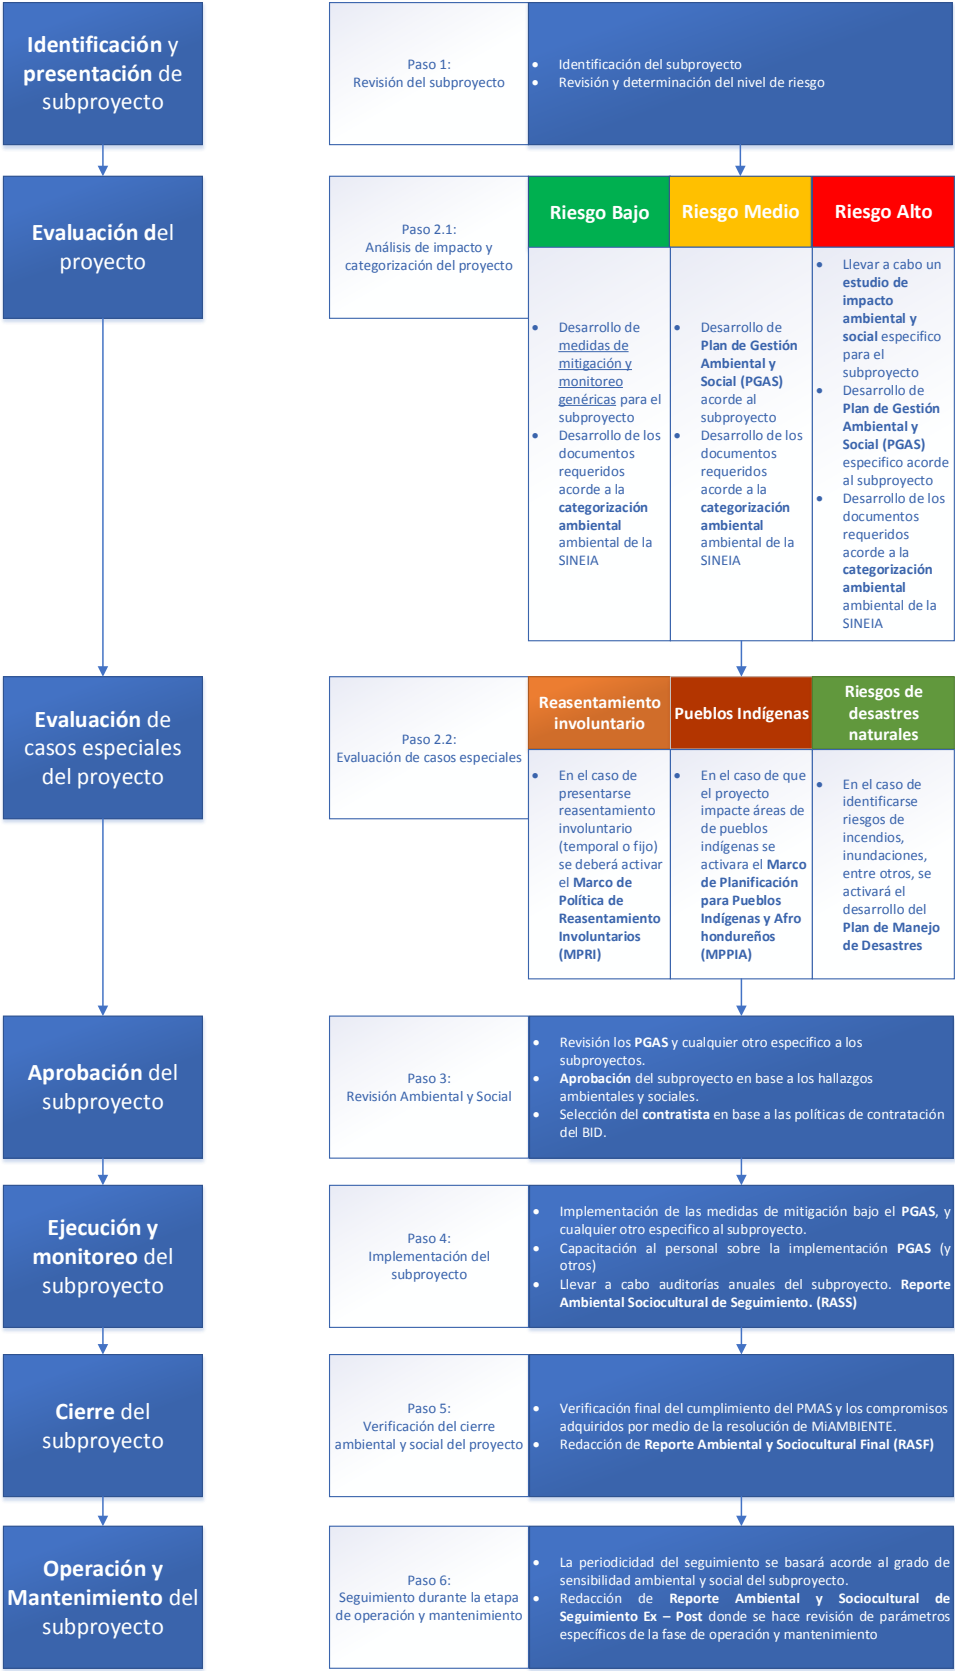 Identificación y
presentación de
subproyecto
Paso 1:
Revisión del subproyecto
• Identificación del subproyecto
• Revisión y determinación del nivel de riesgo
Evaluación del
proyecto
Paso 2.1:
Análisis de impacto y
categorización del proyecto
Riesgo Bajo
• Desarrollo de
medidas de
mitigación y
monitoreo
genéricas para el
subproyecto
• Desarrollo de los
documentos
requeridos
acorde a la
categorización
ambiental
ambiental de la
SINEIA
Riesgo Medio
• Desarrollo de
Plan de Gestión
Ambiental y
Social (PGAS)
acorde al
subproyecto
• Desarrollo de los
documentos
requeridos
acorde a la
categorización
ambiental
ambiental de la
SINEIA
Riesgo Alto
• Llevar a cabo un
estudio de
impacto
ambiental y
social especifico
para el
subproyecto
• Desarrollo de
Plan de Gestión
Ambiental y
Social (PGAS)
especifico acorde
al subproyecto
• Desarrollo de los
documentos
requeridos
acorde a la
categorización
ambiental
ambiental de la
SINEIA
Evaluación de
casos especiales
del proyecto
Paso 2.2:
Evaluación de casos especiales
Reasentamiento
involuntario
• En el caso de
presentarse
reasentamiento
involuntario
(temporal o fijo)
se deberá activar
el Marco de
Política de
Reasentamiento
Involuntarios
(MPRI)
Pueblos Indígenas
• En el caso de que
el proyecto
impacte áreas de
de pueblos
indígenas se
activara el Marco
de Planificación
para Pueblos
Indígenas y Afro
hondureños
(MPPIA)
Riesgos de
desastres
naturales
• En el caso de
identificarse
riesgos de
incendios,
inundaciones,
entre otros, se
activará el
desarrollo del
Plan de Manejo
de Desastres
Aprobación del
subproyecto
Paso 3:
Revisión Ambiental y Social
• Revisión los PGAS y cualquier otro especifico a los
subproyectos.
• Aprobación del subproyecto en base a los hallazgos
ambientales y sociales.
• Selección del contratista en base a las políticas de contratación
del BID.
Ejecución y
monitoreo del
subproyecto
Paso 4:
Implementación del
subproyecto
• Implementación de las medidas de mitigación bajo el PGAS, y
cualquier otro especifico al subproyecto.
• Capacitación al personal sobre la implementación PGAS (y
otros)
• Llevar a cabo auditorías anuales del subproyecto. Reporte
Ambiental Sociocultural de Seguimiento. (RASS)
Cierre del
subproyecto
Paso 5:
Verificación del cierre
ambiental y social del proyecto
• Verificación final del cumplimiento del PMAS y los compromisos
adquiridos por medio de la resolución de MiAMBIENTE.
• Redacción de Reporte Ambiental y Sociocultural Final (RASF)
Operación y
Mantenimiento del
subproyecto
Paso 6:
Seguimiento durante la etapa
de operación y mantenimiento
• La periodicidad del seguimiento se basará acorde al grado de
sensibilidad ambiental y social del subproyecto.
• Redacción de Reporte Ambiental y Sociocultural de
Seguimiento Ex – Post donde se hace revisión de parámetros
específicos de la fase de operación y mantenimiento